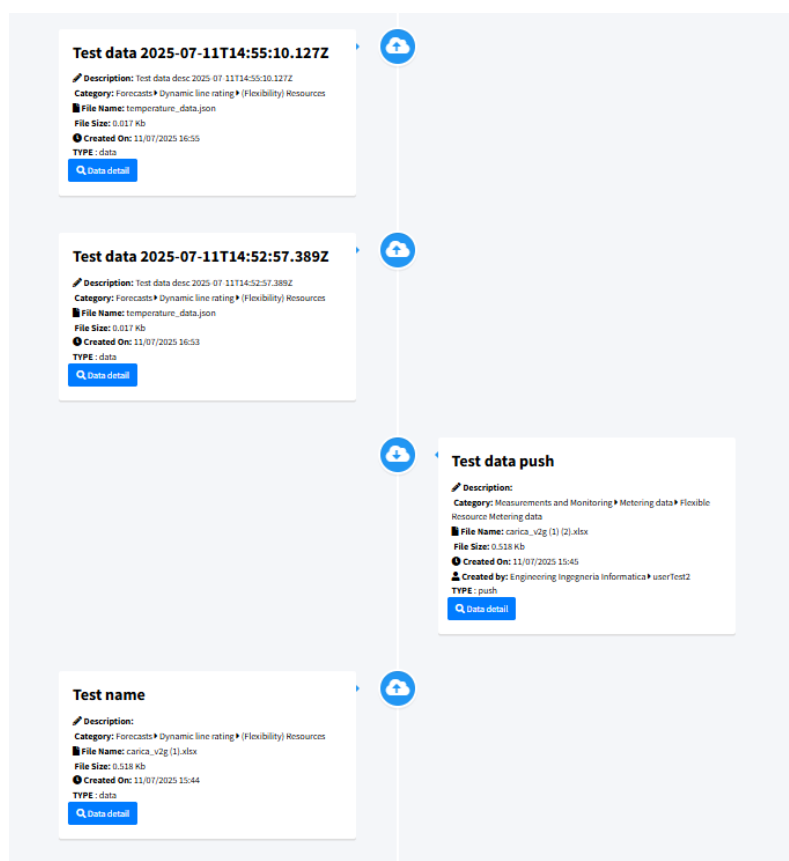 Test data 2025-07-11T14:55:10.127Z
Description: Test data desc 2025-07-11T14:55:10.127Z
Category: Forecasts Dynamic line rating (Flexibility) Resources
File Name: temperature_data.json
File Size: 0.017 Kb
Created On: 11/07/2025 16:55
TYPE : data
Data detail
Test data 2025-07-11T14:52:57.389Z
Description: Test data desc 2025-07-11T14:52:57.389Z
Category: Forecasts Dynamic line rating (Flexibility) Resources
File Name: temperature_data.json
File Size: 0.017 Kb
Created On: 11/07/2025 16:53
TYPE : data
Data detail
Test data push
Description:
Category: Measurements and Monitoring Metering data Flexible
Resource Metering data
File Name: carica_v2g (1) (2).xlsx
File Size: 0.518 Kb
Created On: 11/07/2025 15:45
Created by: Engineering Ingegneria Informatica userTest2
TYPE : push
Data detail
Test name
Description:
Category: Forecasts Dynamic line rating (Flexibility) Resources
File Name: carica_v2g (1).xlsx
File Size: 0.518 Kb
Created On: 11/07/2025 15:44
TYPE : data
Data detail